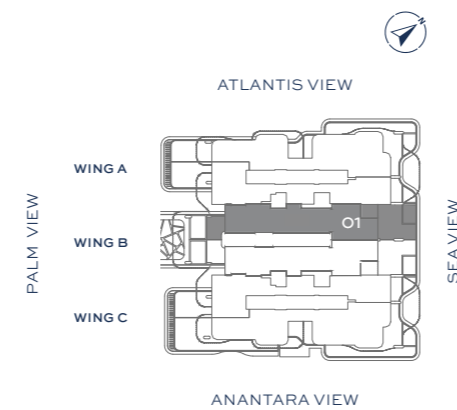 N
ATLANTIS VIEW
WING A
PALM VIEW
01
WING B
SEA VIEW
WING C
ANANTARA VIEW